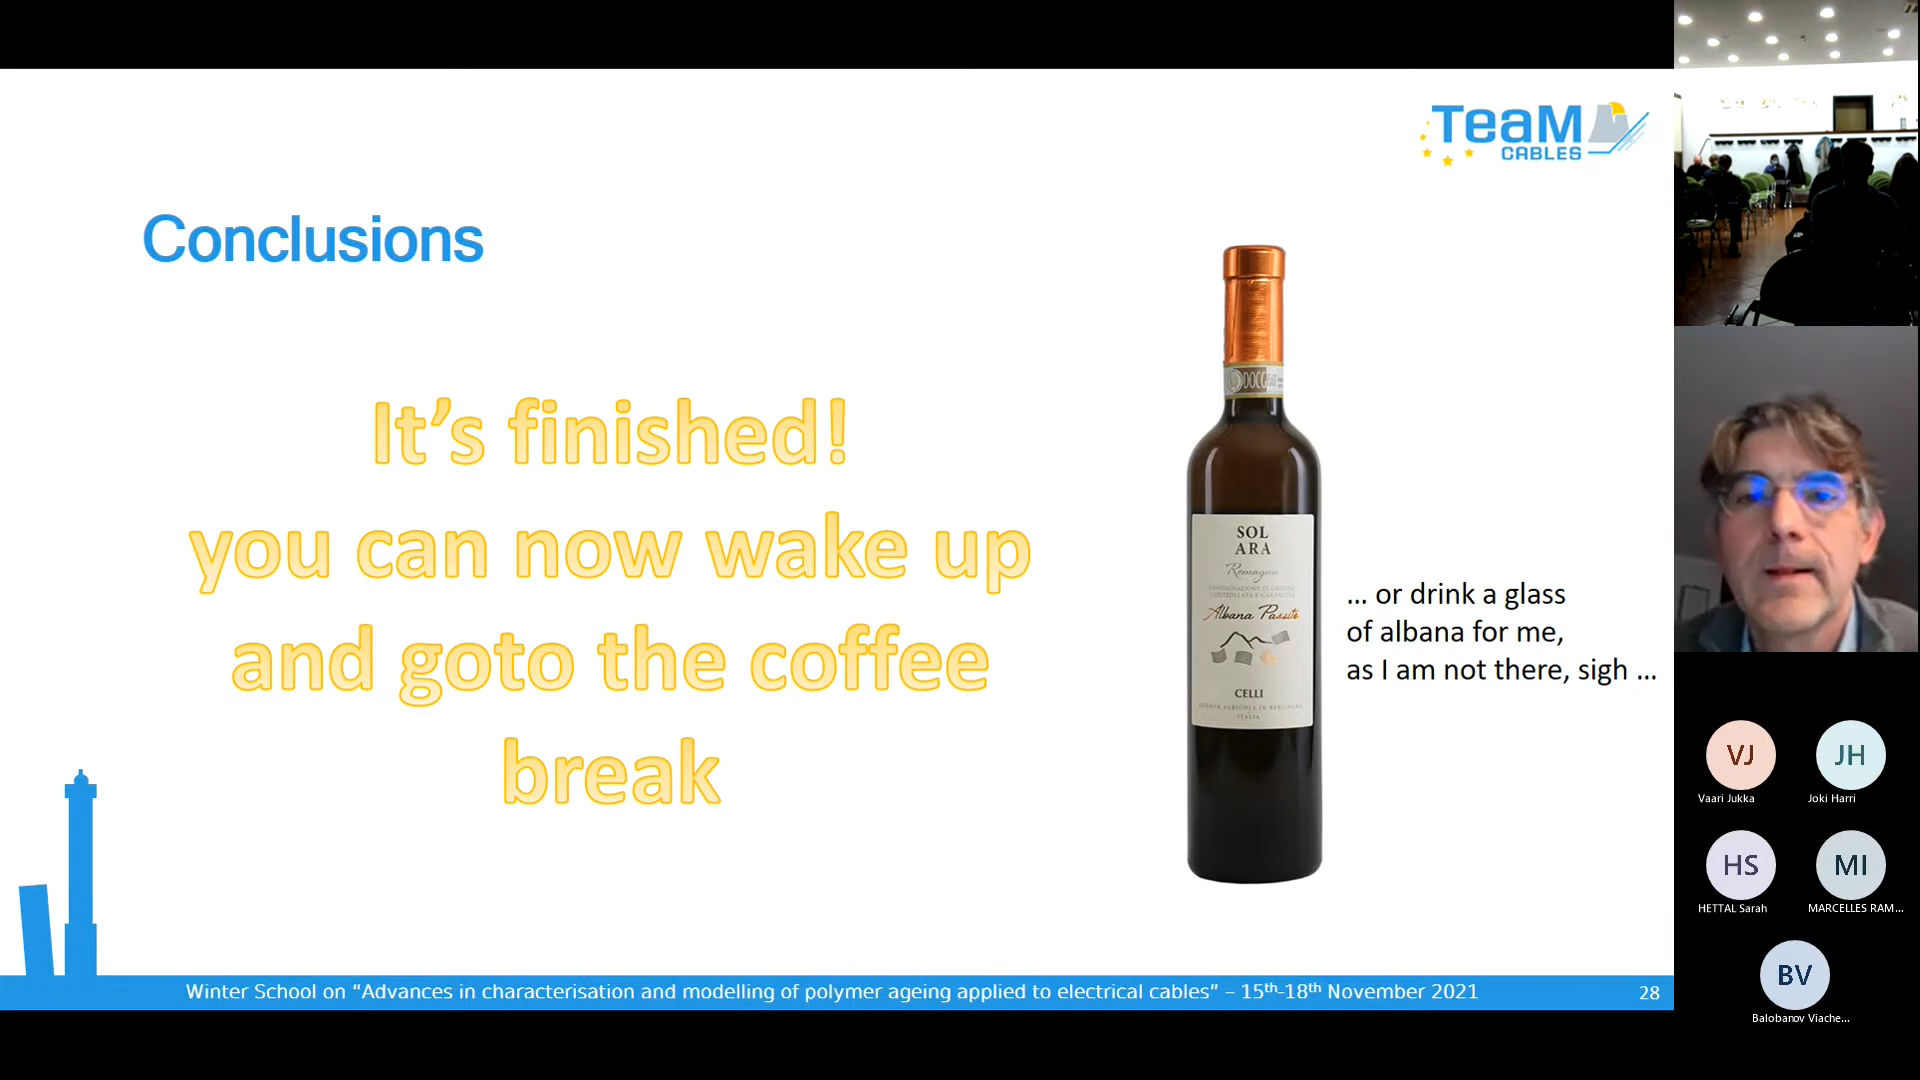 TeaM
CABLES
Conclusions
It’s finished!
you can now wake up
and goto the coffee
break
DOCG
SOL
ARA
Romagna
Albana Passito
CELLI
ITALIA
... or drink a glass
of albana for me,
as I am not there, sigh ...
Winter School on “Advances in characterisation and modelling of polymer ageing applied to electrical cables” – 15th-18th November 2021
28
VJ
Vaari Jukka
JH
Joki Harri
HS
HETTAL Sarah
MI
MARCELLES RAM...
BV
Balobanov Viache...